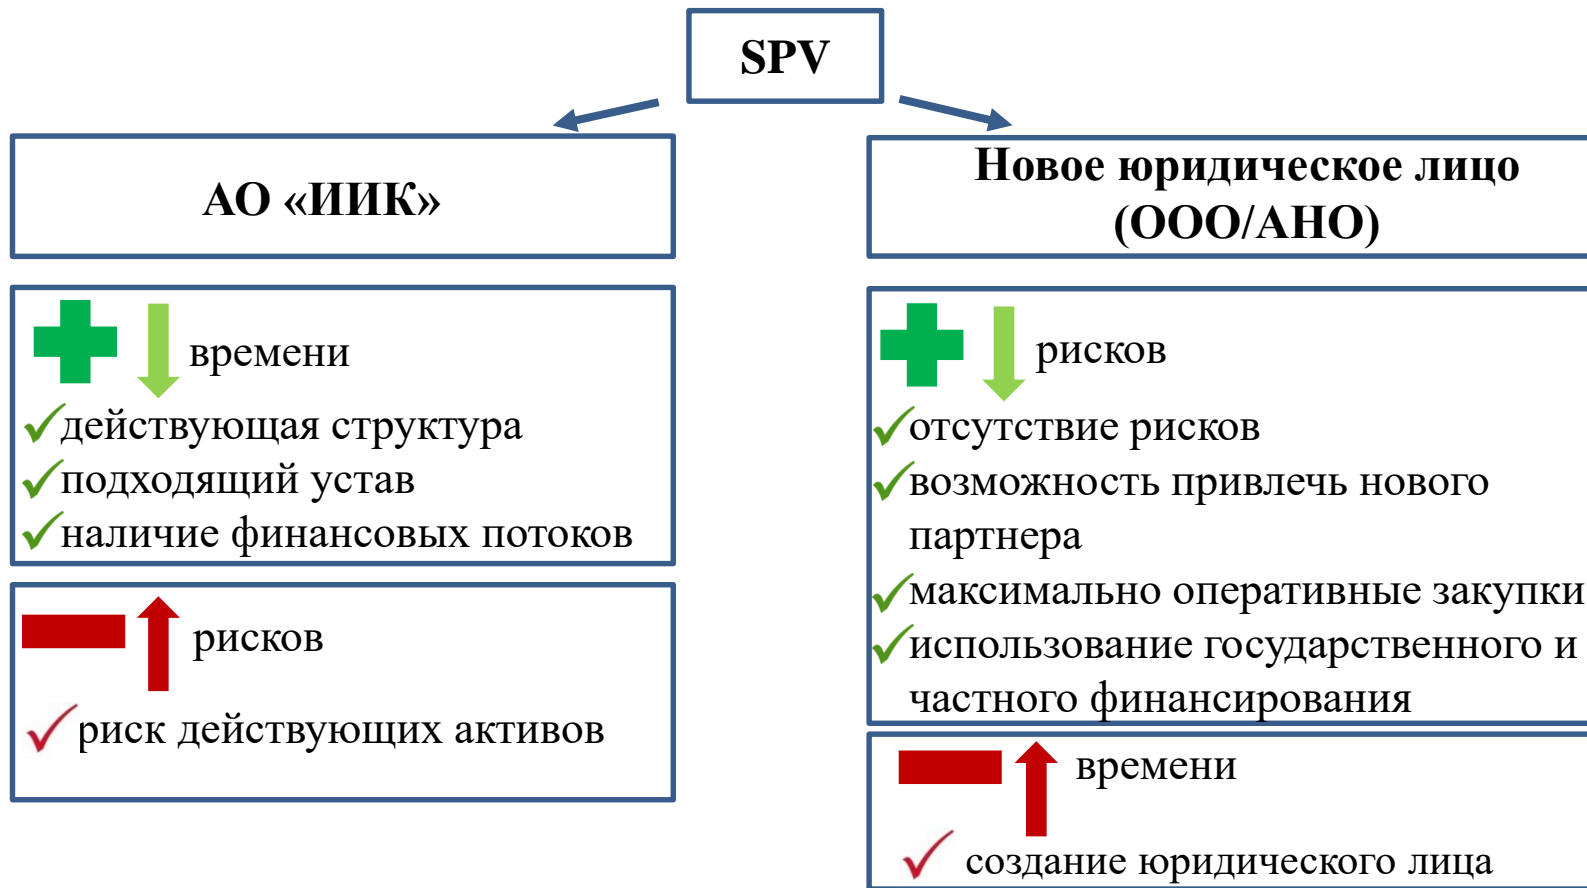 SPV
АО «ИИК»
времени
действующая структура
подходящий устав
наличие финансовых потоков
рисков
риск действующих активов
Новое юридическое лицо
(ООО/АНО)
рисков
отсутствие рисков
возможность привлечь нового
партнера
максимально оперативные закупки
использование государственного и
частного финансирования
времени
создание юридического лица